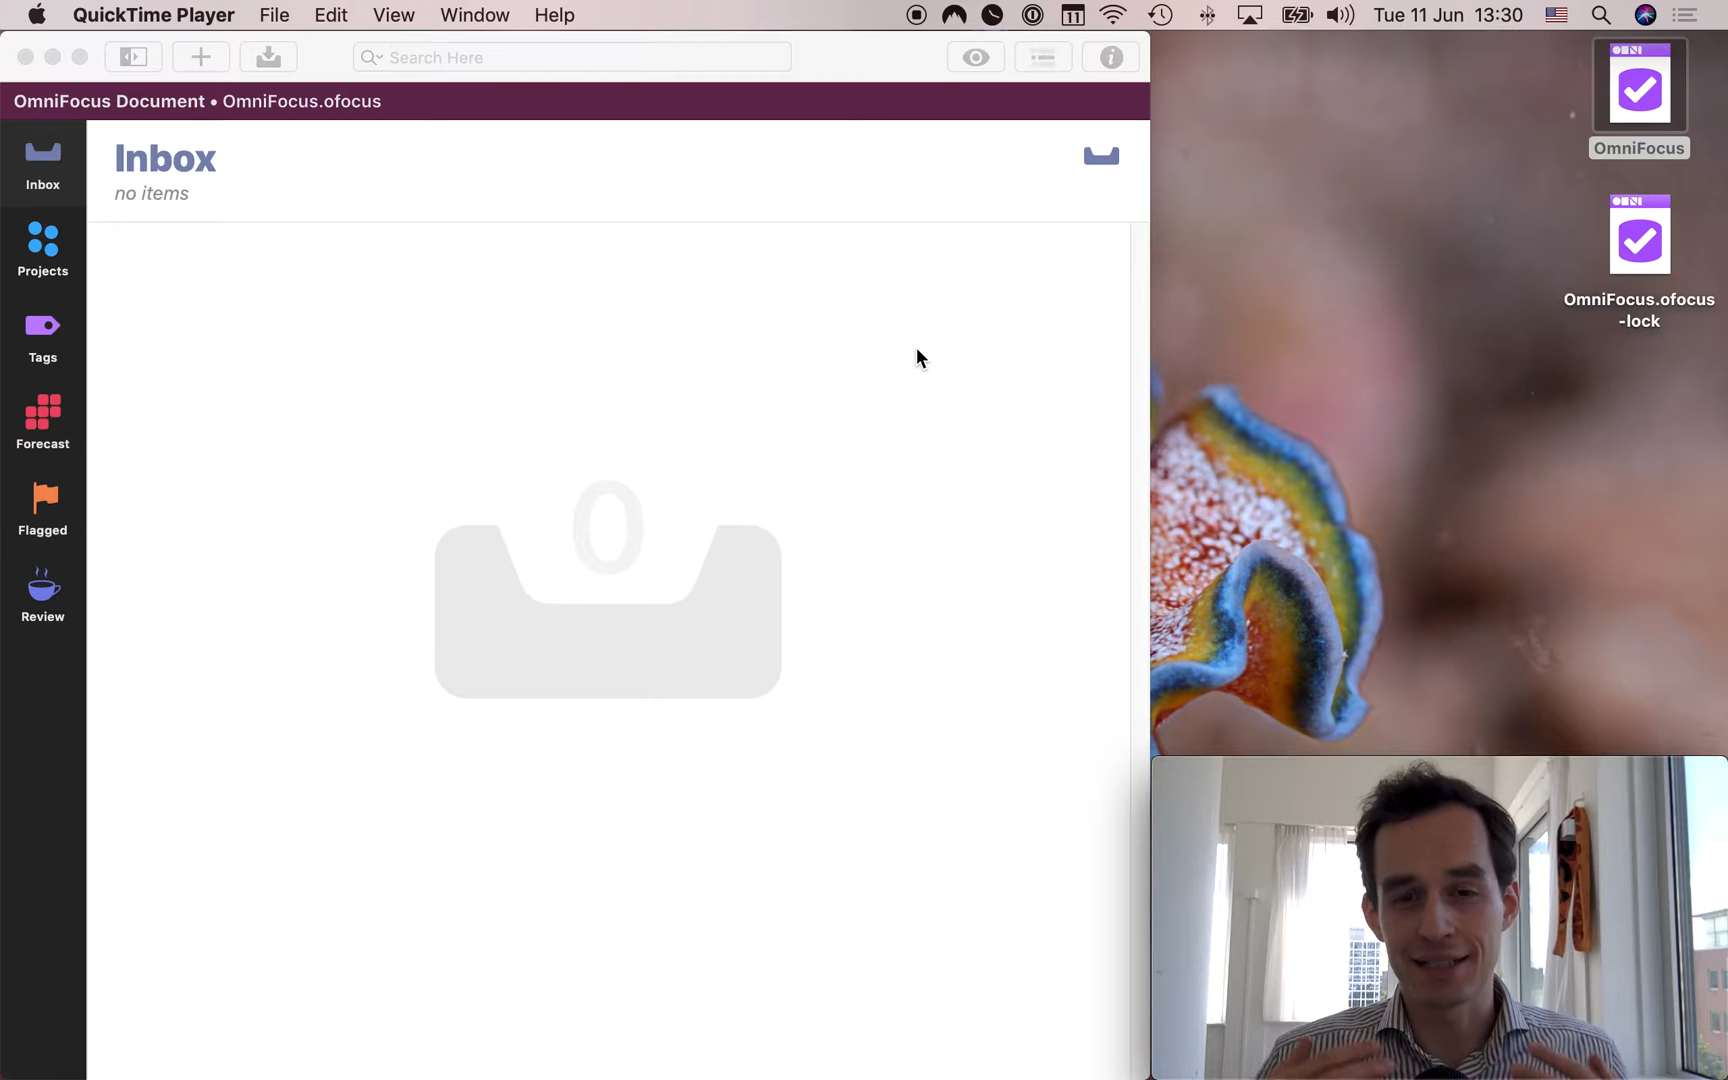 QuickTime Player File Edit View Window Help 11 Tue 11 Jun 13:30
Search Here
OmniFocus Document • OmniFocus.ofocus
Inbox
no items
Inbox
Projects
Tags
Forecast
Flagged
Review
0
OMNI
OmniFocus
OMNI
OmniFocus.ofocus
-lock